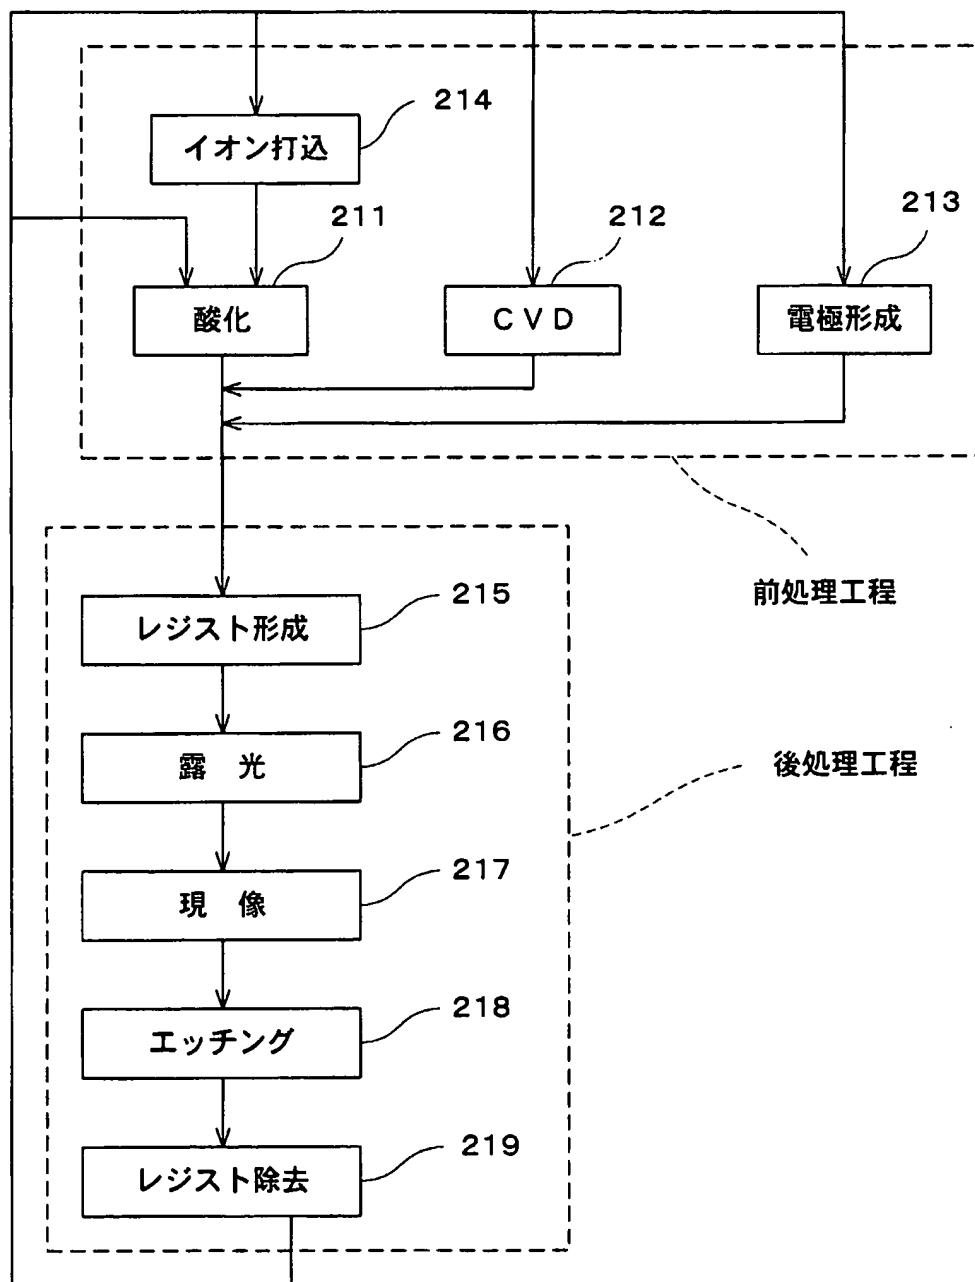 214
イオン打込
211
212
213
酸化
CVD
電極形成
前処理工程
215
レジスト形成
216
露 光
後処理工程
217
現 像
218
エッチング
219
レジスト除去